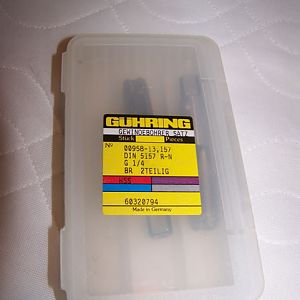 GÜHRING
GEWINDEBOHRER SATZ
Stück Pieces
No 00958-13,157
DIN 5157 R-N
G 1/4
BR 2TEILIG
HSS
60320794
Made in Germany